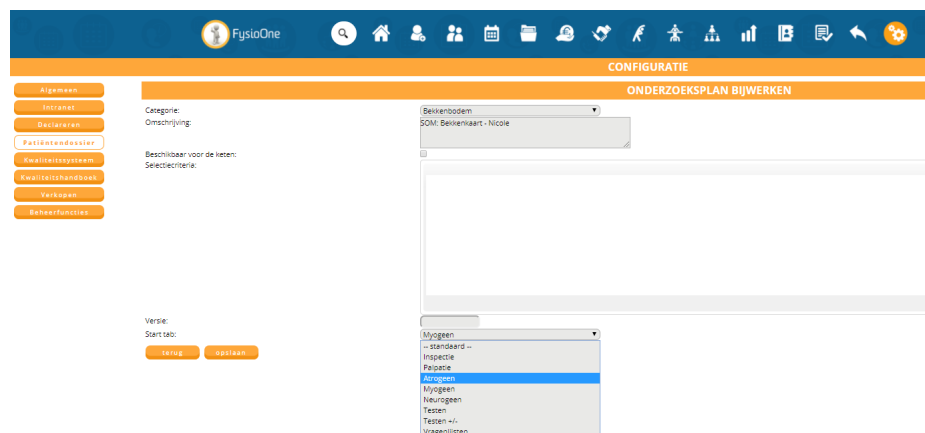 FysioOne
CONFIGURATIE
Algemeen
Intranet
Declareren
Patiëntendossier
Kwaliteitssysteem
Kwaliteitshandboek
Verkopen
Beheerfuncties
ONDERZOEKSPLAN BIJWERKEN
Categorie: Bekkenbodem
Omschrijving: SOM: Bekkenkaart - Nicole
Beschikbaar voor de keten:
Selectiecriteria:
Versie:
Start tab: Myogeen
-- standaard --
Inspectie
Palpatie
Atrogeen
Myogeen
Neurogeen
Testen
Testen +/-
Vragenlijsten
terug opslaan